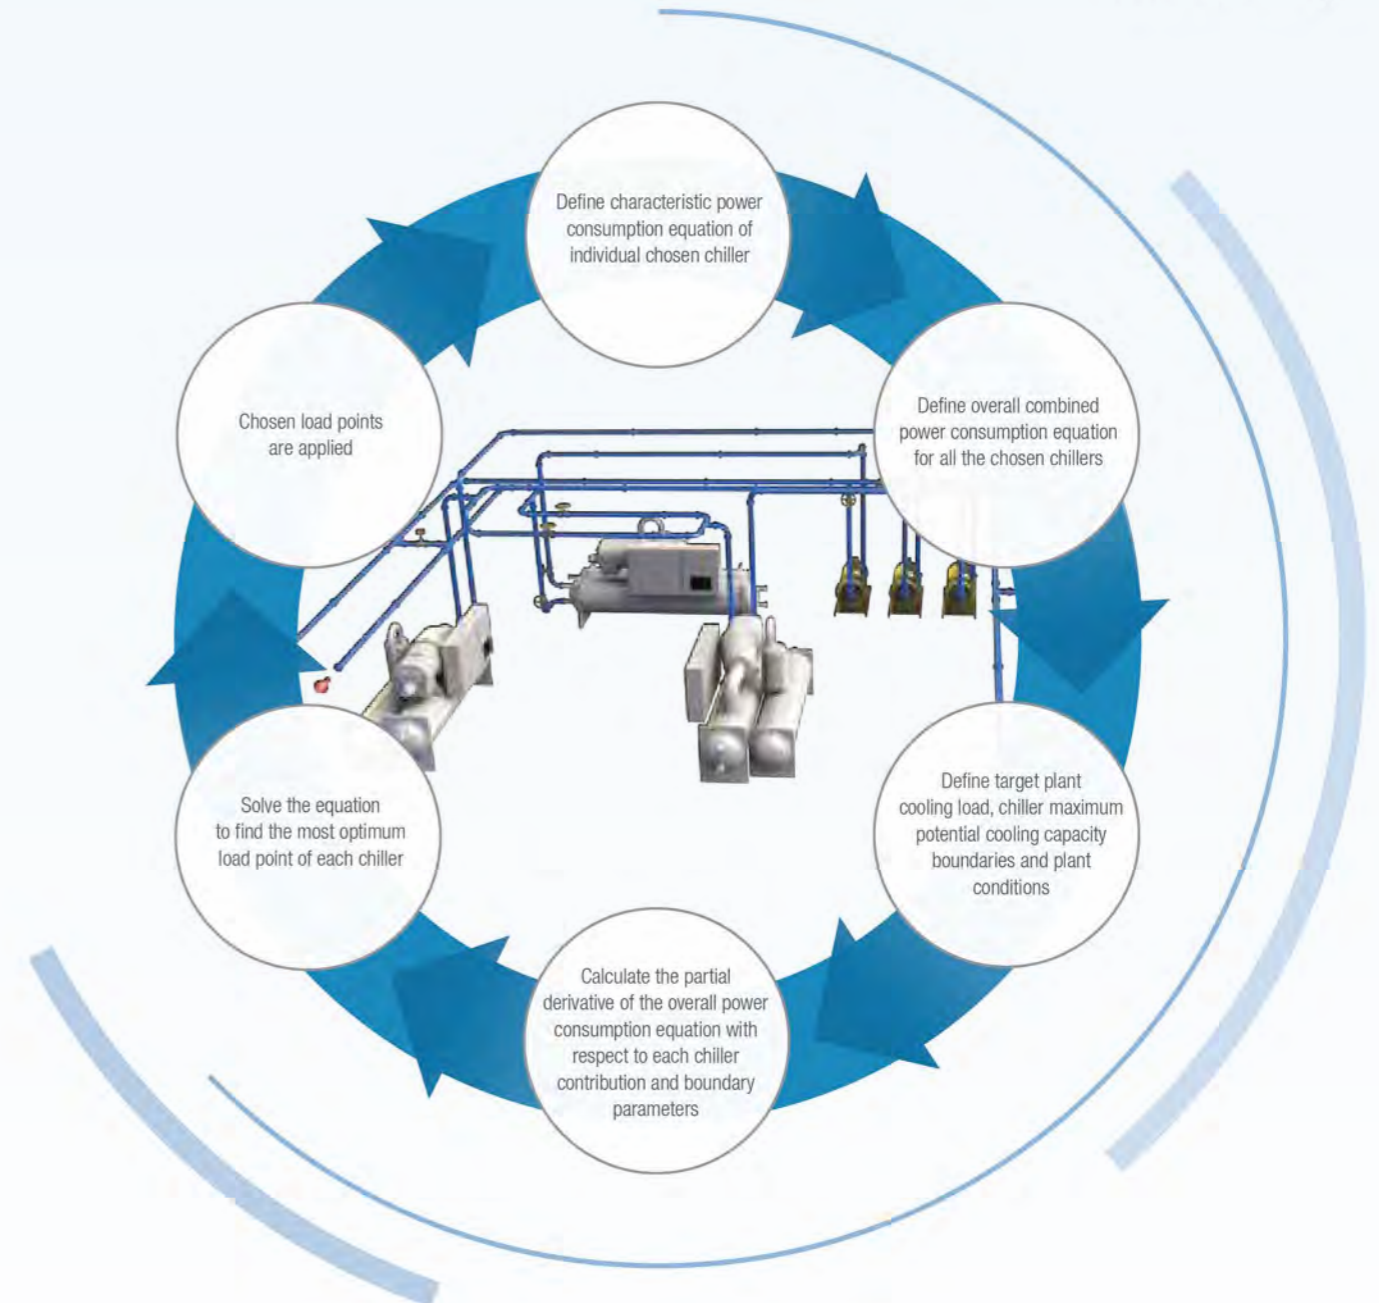 Define characteristic power
consumption equation of
individual chosen chiller
Define overall combined
power consumption equation
for all the chosen chillers
Define target plant
cooling load, chiller maximum
potential cooling capacity
boundaries and plant
conditions
Calculate the partial
derivative of the overall power
consumption equation with
respect to each chiller
contribution and boundary
parameters
Solve the equation
to find the most optimum
load point of each chiller
Chosen load points
are applied